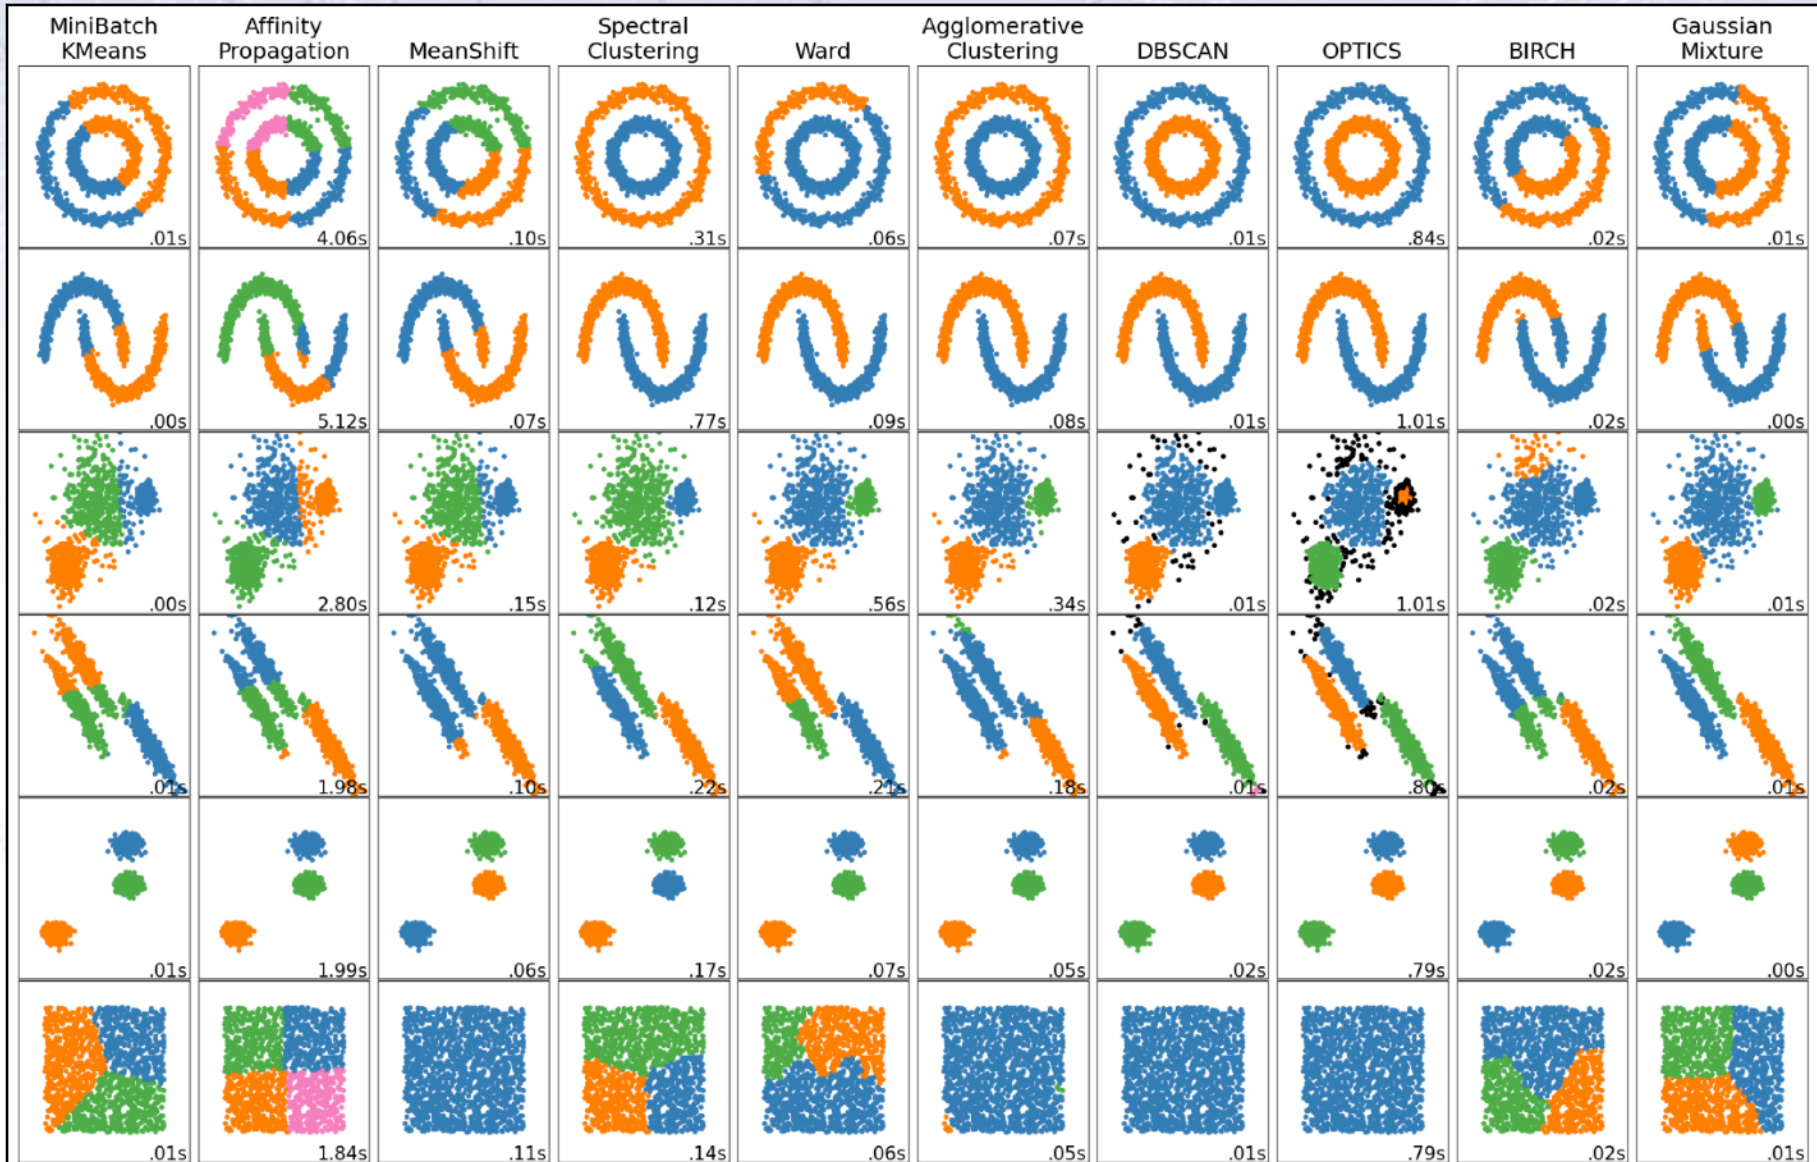 MiniBatch
KMeans
Affinity
Propagation
MeanShift
Spectral
Clustering
Ward
Agglomerative
Clustering
DBSCAN
OPTICS
BIRCH
Gaussian
Mixture
.01s
4.06s
.10s
.31s
.06s
.07s
.01s
.84s
.02s
.01s
.00s
5.12s
.07s
.77s
.09s
.08s
.01s
1.01s
.02s
.00s
.00s
2.80s
.15s
.12s
.56s
.34s
.01s
1.01s
.02s
.01s
.01s
1.98s
.10s
.22s
.21s
.18s
.01s
.80s
.02s
.01s
.01s
1.99s
.06s
.17s
.07s
.05s
.02s
.79s
.02s
.00s
.01s
1.84s
.11s
.14s
.06s
.05s
.01s
.79s
.02s
.01s